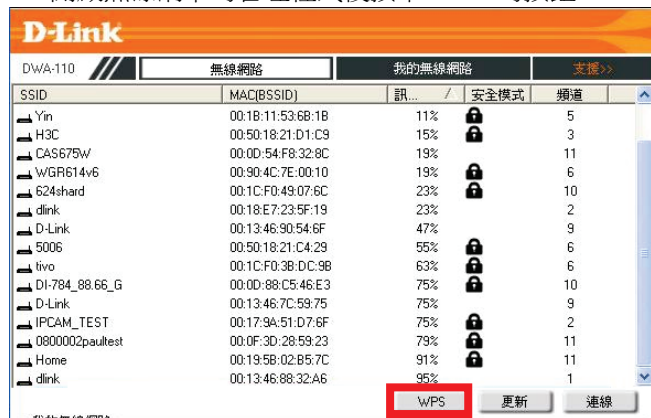 D-Link
DWA-110 無線網路 我的無線網路 支援>>
SSID MAC(BSSID) 訊... / 安全模式 頻道
Yin 00:1B:11:53:6B:1B 11% 5
H3C 00:50:18:21:D1:C9 15% 3
CAS675W 00:0D:54:F8:32:8C 19% 11
WGR614v6 00:90:4C:7E:00:10 19% 6
624shard 00:1C:F0:49:07:6C 23% 10
dlink 00:18:E7:23:5F:19 23% 2
D-Link 00:13:46:90:54:6F 47% 9
5006 00:50:18:21:C4:29 55% 6
tivo 00:1C:F0:3B:DC:9B 63% 6
DI-784_88.66_G 00:0D:88:C5:46:E3 75% 10
D-Link 00:13:46:7C:59:75 75% 9
IPCAM_TEST 00:17:9A:51:D7:6F 75% 2
0800002paultest 00:0F:3D:28:59:23 79% 11
Home 00:19:5B:02:B5:7C 91% 11
dlink 00:13:46:88:32:A6 95% 1
WPS 更新 連線